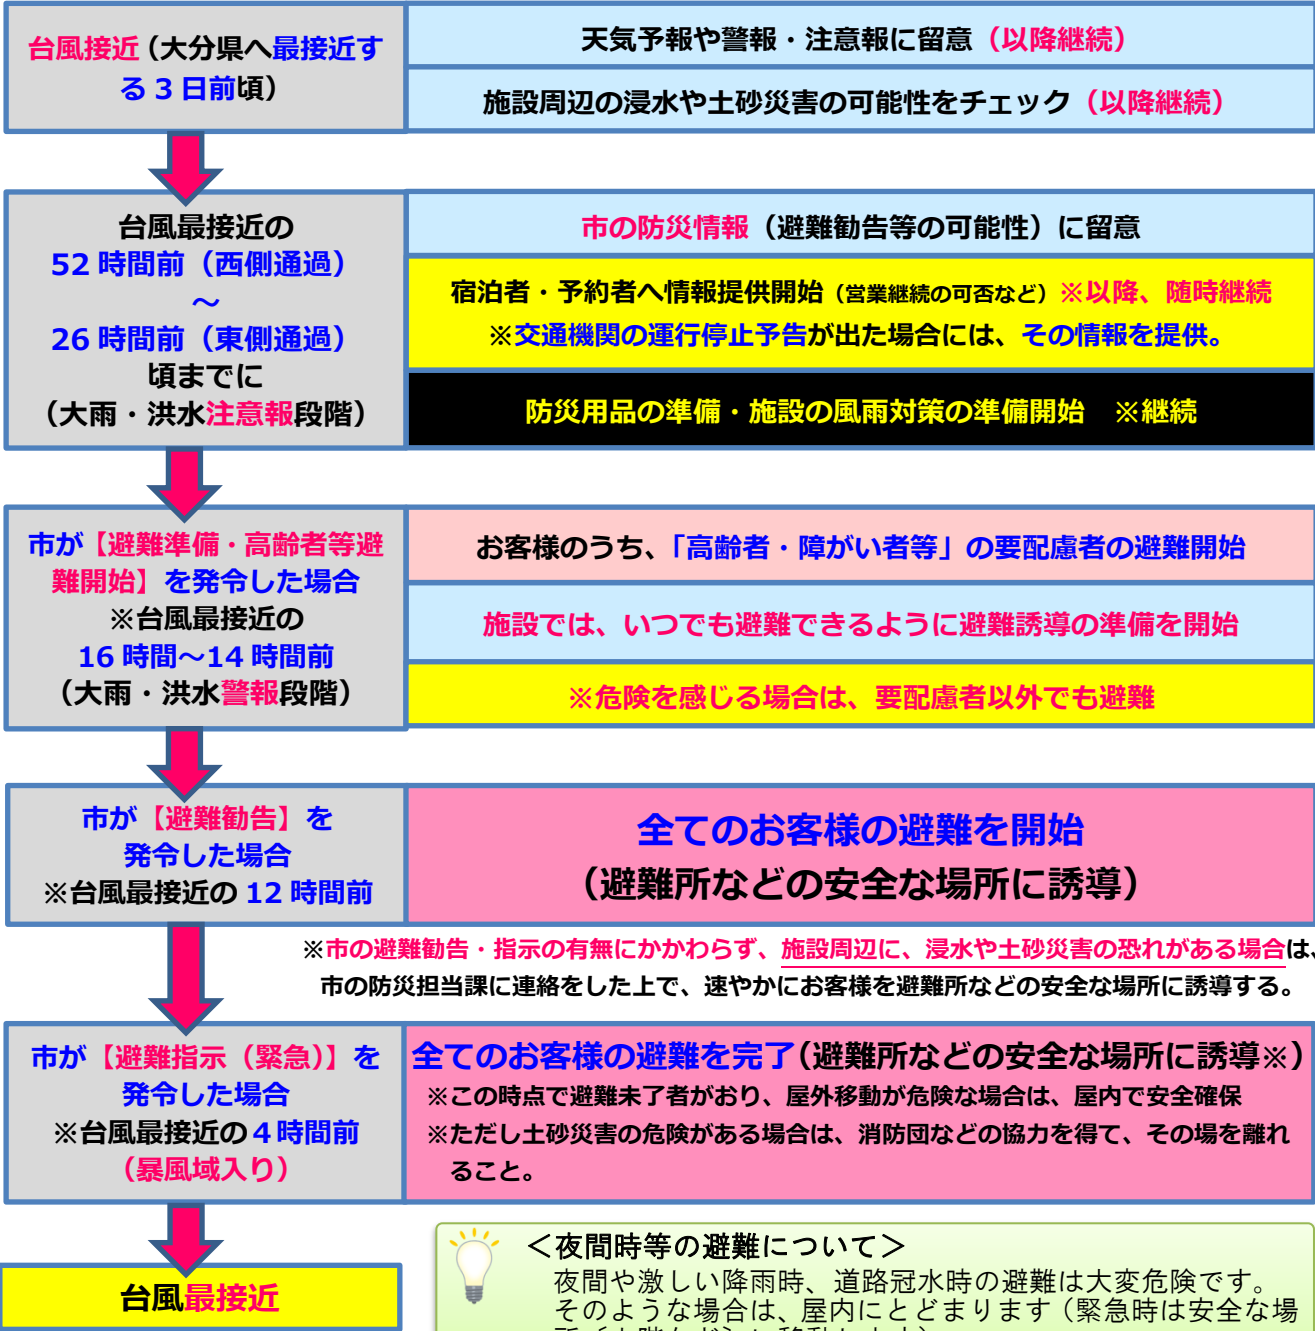 台風接近（大分県へ最接近す
る3日前頃）
天気予報や警報・注意報に留意（以降継続）
施設周辺の浸水や土砂災害の可能性をチェック（以降継続）
台風最接近の
52時間前（西側通過）
～
26時間前（東側通過）
頃までに
（大雨・洪水注意報段階）
市の防災情報（避難勧告等の可能性）に留意
宿泊者・予約者へ情報提供開始（営業継続の可否など）※以降、随時継続
※交通機関の運行停止予告が出た場合には、その情報を提供。
防災用品の準備・施設の風雨対策の準備開始　※継続
市が【避難準備・高齢者等避
難開始】を発令した場合
※台風最接近の
16時間～14時間前
（大雨・洪水警報段階）
お客様のうち、「高齢者・障がい者等」の要配慮者の避難開始
施設では、いつでも避難できるように避難誘導の準備を開始
※危険を感じる場合は、要配慮者以外でも避難
市が【避難勧告】を
発令した場合
※台風最接近の12時間前
全てのお客様の避難を開始
（避難所などの安全な場所に誘導）
※市の避難勧告・指示の有無にかかわらず、施設周辺に、浸水や土砂災害の恐れがある場合は、
市の防災担当課に連絡をした上で、速やかにお客様を避難所などの安全な場所に誘導する。
市が【避難指示（緊急）】を
発令した場合
※台風最接近の４時間前
（暴風域入り）
全てのお客様の避難を完了（避難所などの安全な場所に誘導※）
※この時点で避難未了者がおり、屋外移動が危険な場合は、屋内で安全確保
※ただし土砂災害の危険がある場合は、消防団などの協力を得て、その場を離れ
ること。
台風最接近
＜夜間時等の避難について＞
夜間や激しい降雨時、道路冠水時の避難は大変危険です。
そのような場合は、屋内にとどまります（緊急時は安全な場